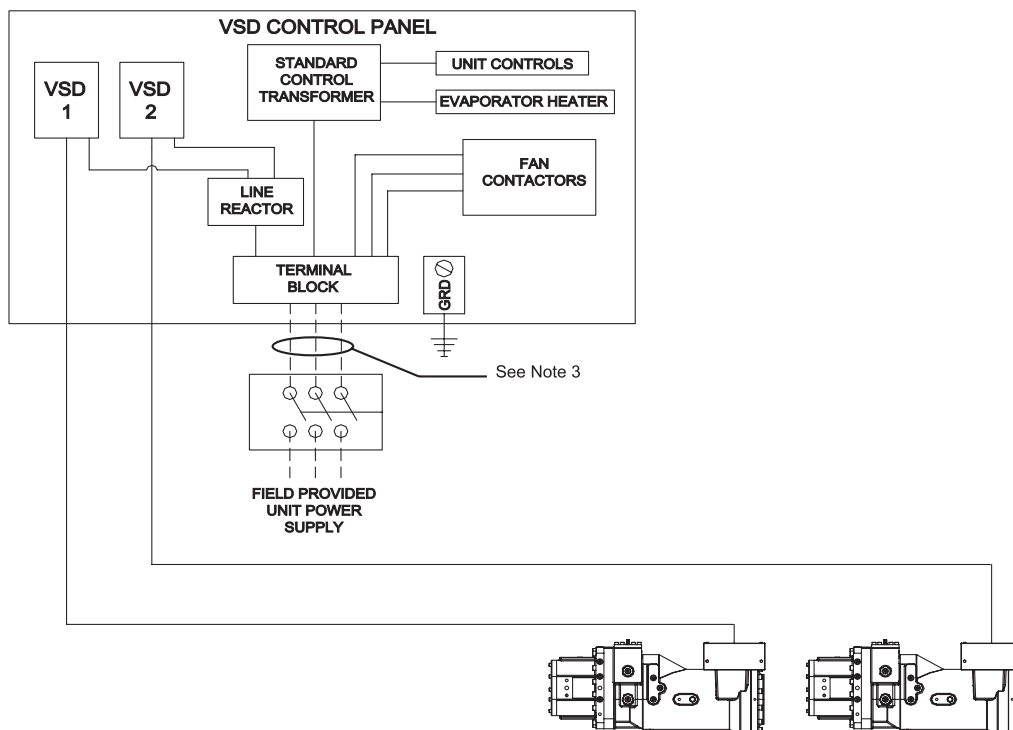 VSD CONTROL PANEL
VSD
1
VSD
2
STANDARD
CONTROL
TRANSFORMER
UNIT CONTROLS
EVAPORATOR HEATER
FAN
CONTACTORS
LINE
REACTOR
TERMINAL
BLOCK
GRD
See Note 3
FIELD PROVIDED
UNIT POWER
SUPPLY